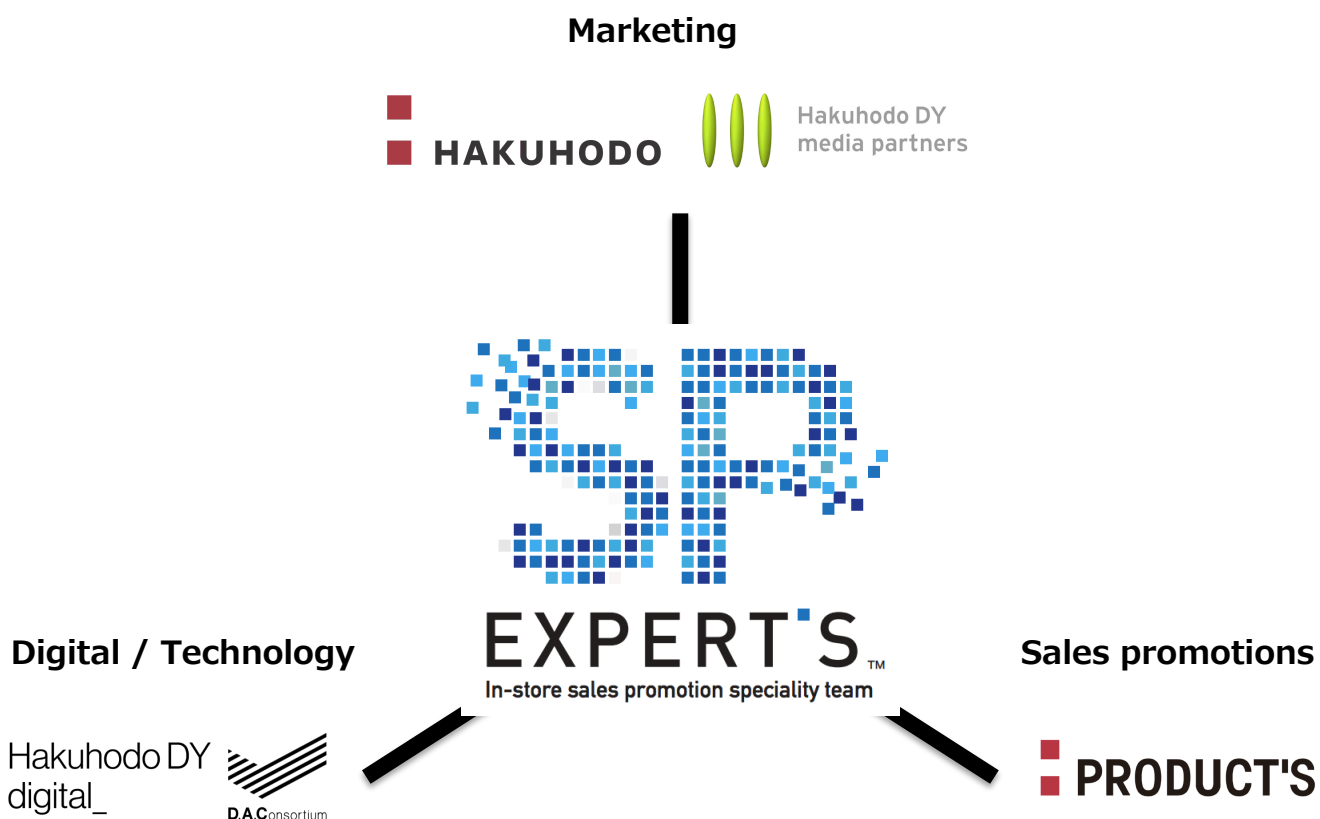 Marketing
HAKUHODO
Hakuhodo DY
media partners
SP
EXPERT'S™
In-store sales promotion speciality team
Digital / Technology
Sales promotions
Hakuhodo DY
digital_
D.A.Consortium
PRODUCT'S